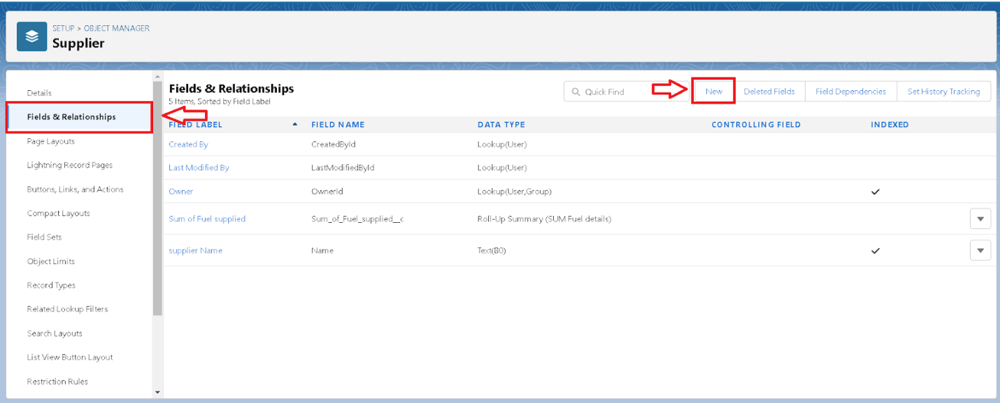 SETUP > OBJECT MANAGER
Supplier
Details
Fields & Relationships
Page Layouts
Lightning Record Pages
Buttons, Links, and Actions
Compact Layouts
Field Sets
Object Limits
Record Types
Related Lookup Filters
Search Layouts
List View Button Layout
Restriction Rules
Fields & Relationships
5 Items, Sorted by Field Label
Quick Find New Deleted Fields Field Dependencies Set History Tracking
FIELD LABEL FIELD NAME DATA TYPE CONTROLLING FIELD INDEXED
Created By CreatedById Lookup(User)
Last Modified By LastModifiedById Lookup(User)
Owner OwnerId Lookup(User,Group)
Sum of Fuel supplied Sum_of_Fuel_supplied__c Roll-Up Summary (SUM Fuel details)
supplier Name Name Text(80)